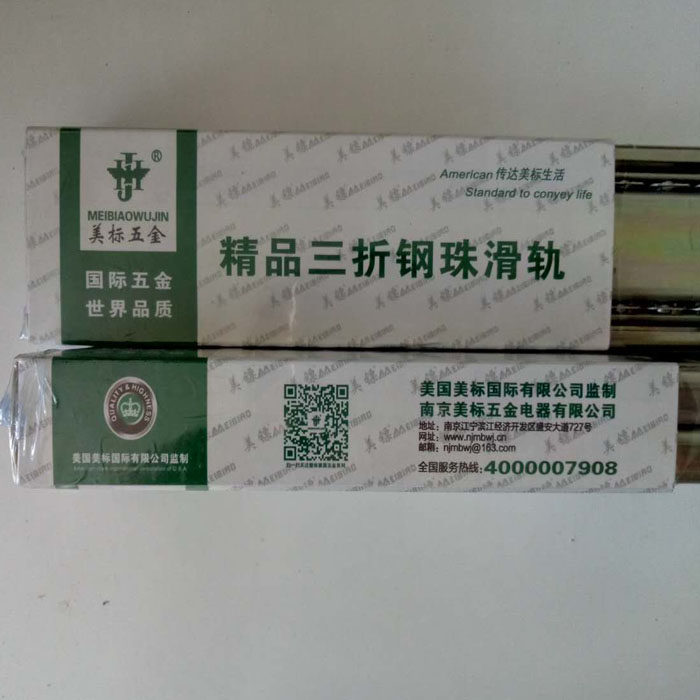 ®
MEIBIAOWUJIN
美标五金
国际五金
世界品质
American 传达美标生活
Standard to conyey life
精品三折钢珠滑轨
QUALITY & HIGHNESS
美国美标国际有限公司监制
美国美标国际有限公司监制
南京美标五金电器有限公司
地址:南京江宁滨江经济开发区盛安大道727号
网址:www.njmbwj.cn
邮箱:njmbwj@163.com
全国服务热线:4000007908